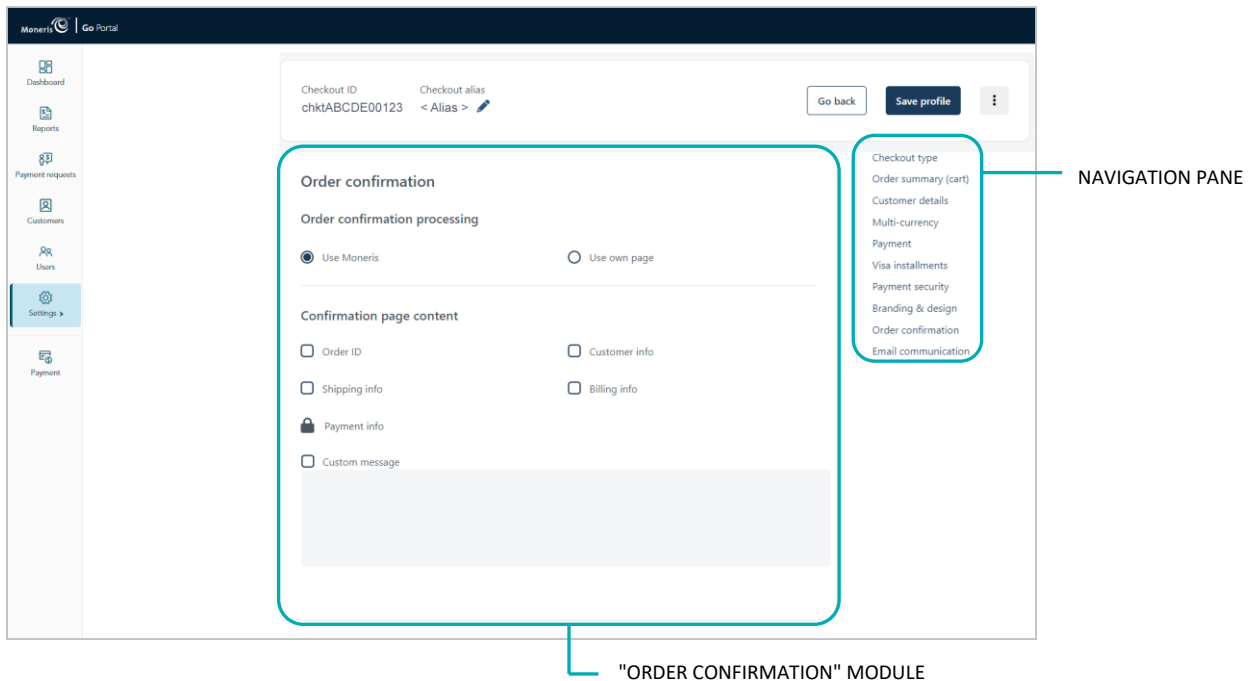 Moneris Go Portal
Dashboard
Reports
Payment requests
Customers
Users
Settings
Payment
Checkout ID Checkout alias
chktABCDE00123 < Alias >
Go back Save profile
Order confirmation
Order confirmation processing
Use Moneris Use own page
Confirmation page content
Order ID Customer info
Shipping info Billing info
Payment info
Custom message
Checkout type
Order summary (cart)
Customer details
Multi-currency
Payment
Visa installments
Payment security
Branding & design
Order confirmation
Email communication
NAVIGATION PANE
"ORDER CONFIRMATION" MODULE